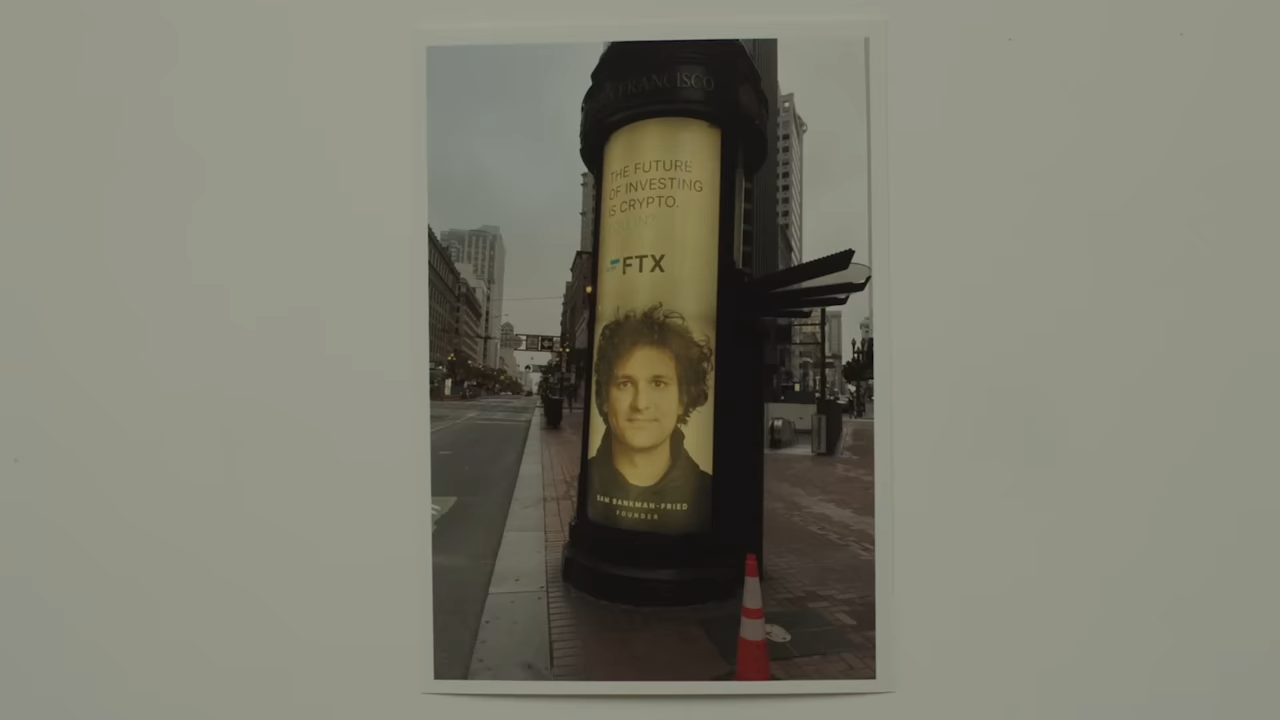 FRANCISCO
THE FUTURE
OF INVESTING
IS CRYPTO.
FTX
SAM BANKMAN-FRIED
FOUNDER